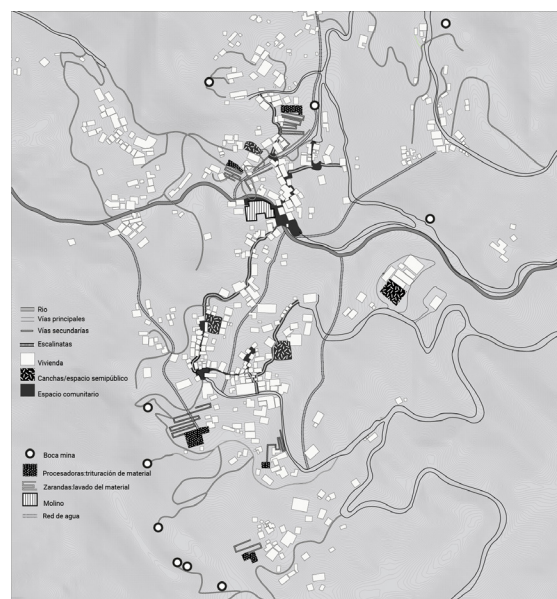 Rio
Vías principales
Vías secundarias
Escalinatas
Vivienda
Canchas/espacio semipúblico
Espacio comunitario
Boca mina
Procesadoras:trituración de material
Zarandas:lavado del material
Molino
Red de agua